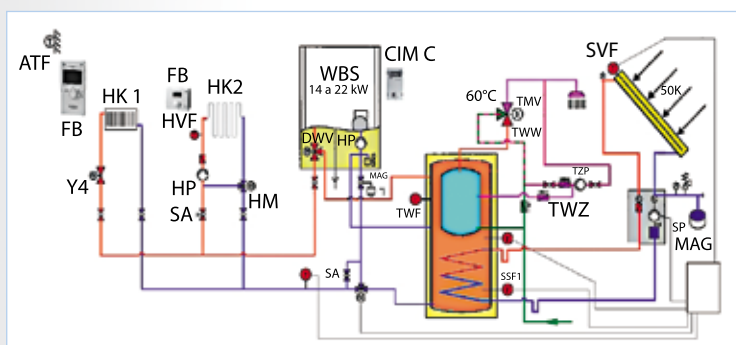 ATF
FB
HK 1
FB
HVF
HK2
Y4
HP
SA
HM
WBS
14 a 22 kW
CIM C
DWV
HP
MAG
SA
TWF
60°C
TMV
TWW
TZP
TWZ
SSF1
SVF
50K
SP
MAG